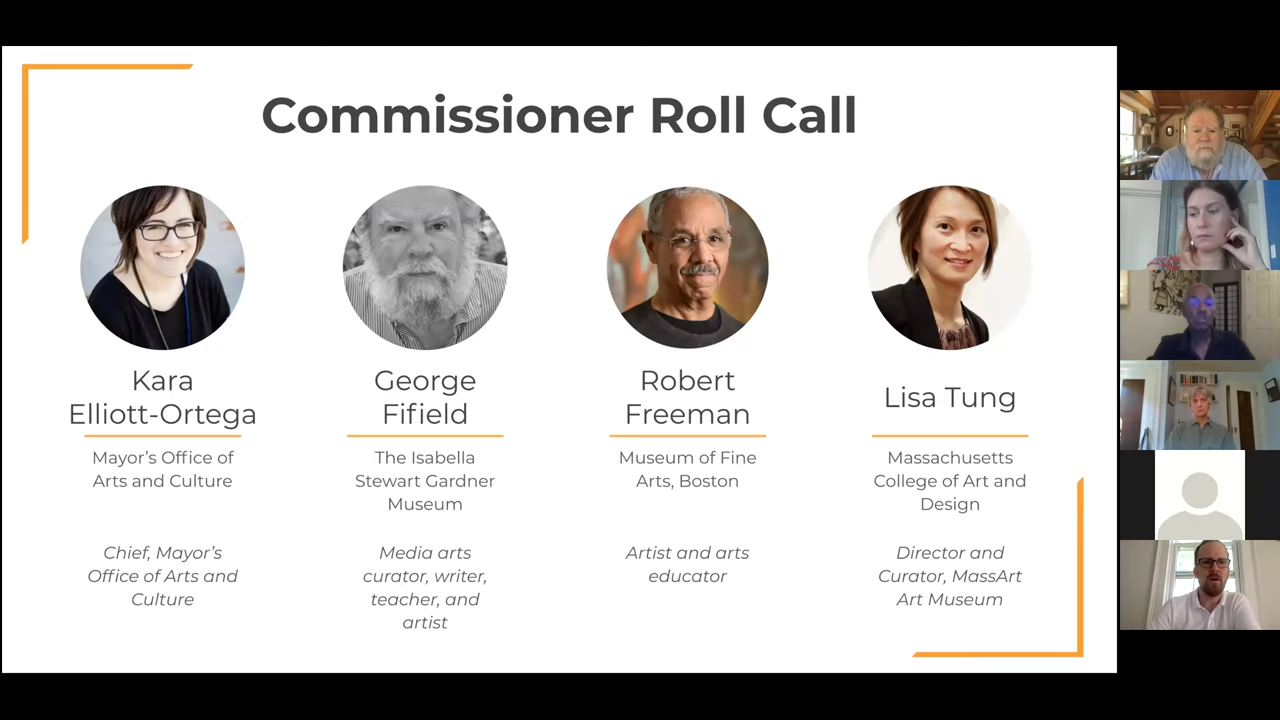 Commissioner Roll Call
Kara
Elliott-Ortega
Mayor's Office of
Arts and Culture
Chief, Mayor's
Office of Arts and
Culture
George
Fifield
The Isabella
Stewart Gardner
Museum
Media arts
curator, writer,
teacher, and
artist
Robert
Freeman
Museum of Fine
Arts, Boston
Artist and arts
educator
Lisa Tung
Massachusetts
College of Art and
Design
Director and
Curator, MassArt
Art Museum